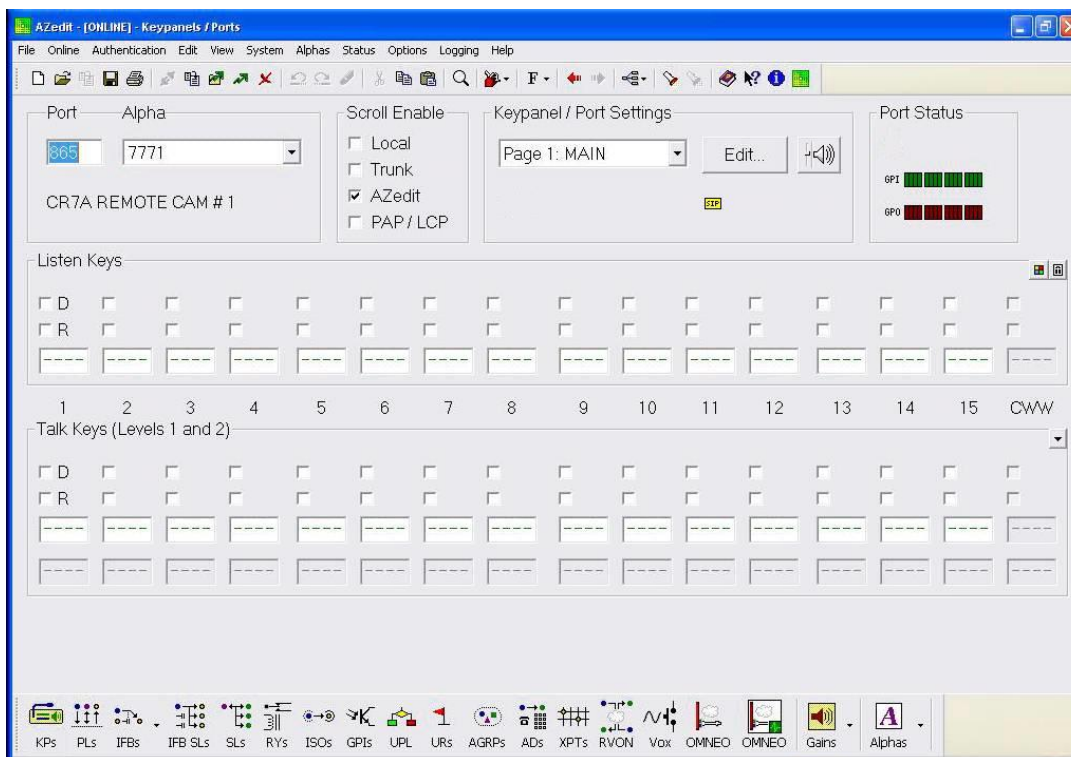 AZedit - [ONLINE] - Keypanels / Ports
File Online Authentication Edit View System Alphas Status Options Logging Help
F
Port Alpha Scroll Enable Keypanel / Port Settings Port Status
865 7771 Local Page 1: MAIN Edit...
Trunk
GPI
CR7A REMOTE CAM # 1 AZedit SIP
GPO
PAP / LCP
Listen Keys
D
R
---- ---- ---- ---- ---- ---- ---- ---- ---- ---- ---- ---- ---- ---- ---- ----
1 2 3 4 5 6 7 8 9 10 11 12 13 14 15 CWW
Talk Keys (Levels 1 and 2)
D
R
---- ---- ---- ---- ---- ---- ---- ---- ---- ---- ---- ---- ---- ---- ---- ----
---- ---- ---- ---- ---- ---- ---- ---- ---- ---- ---- ---- ---- ---- ---- ----
A
KPs PLs IFBs IFB SLs SLs RYs ISOs GPIs UPL URs AGRPs ADs XPTs RVON Vox OMNEO OMNEO Gains Alphas